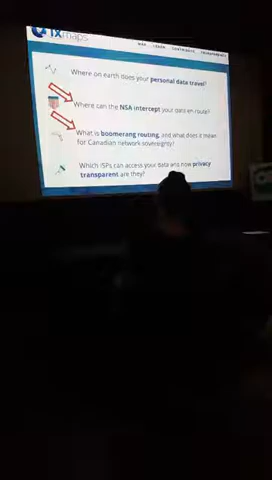 IXmaps
Where on earth does your personal data travel?
Where can the NSA intercept your data en route?
What is boomerang routing, and what does it mean
for Canadian network sovereignty?
Which ISPs can access your data and how privacy
transparent are they?